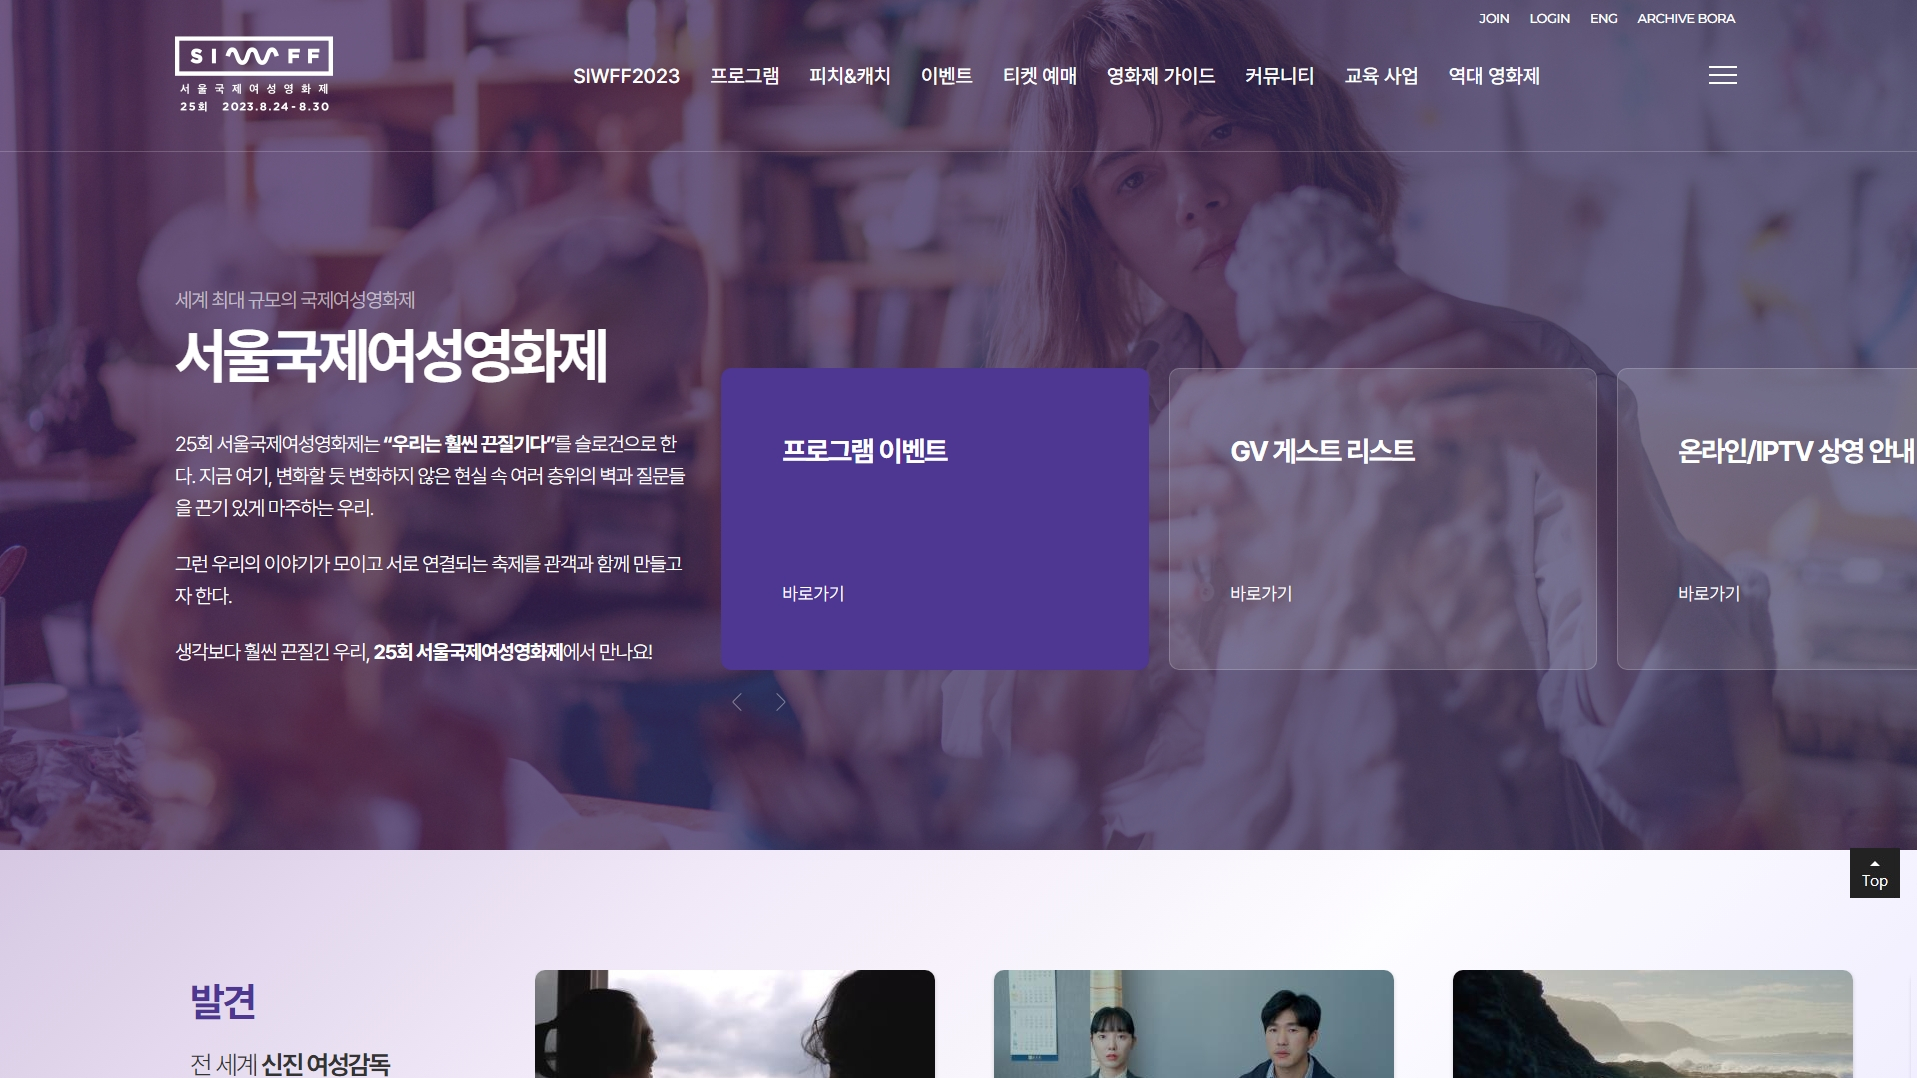 JOIN LOGIN ENG ARCHIVE BORA
SIWFF
서울국제여성영화제
25회 2023.8.24-8.30
SIWFF2023 프로그램 피치&캐치 이벤트 티켓 예매 영화제 가이드 커뮤니티 교육 사업 역대 영화제
세계 최대 규모의 국제여성영화제
서울국제여성영화제
25회 서울국제여성영화제는 “우리는 훨씬 끈질기다”를 슬로건으로 한
다. 지금 여기, 변화할 듯 변화하지 않은 현실 속 여러 층위의 벽과 질문들
을 끈기 있게 마주하는 우리.
그런 우리의 이야기가 모이고 서로 연결되는 축제를 관객과 함께 만들고
자 한다.
생각보다 훨씬 끈질긴 우리, 25회 서울국제여성영화제에서 만나요!
프로그램 이벤트
바로가기
GV 게스트 리스트
바로가기
온라인/IPTV 상영 안내
바로가기
Top
발견
전 세계 신진 여성감독